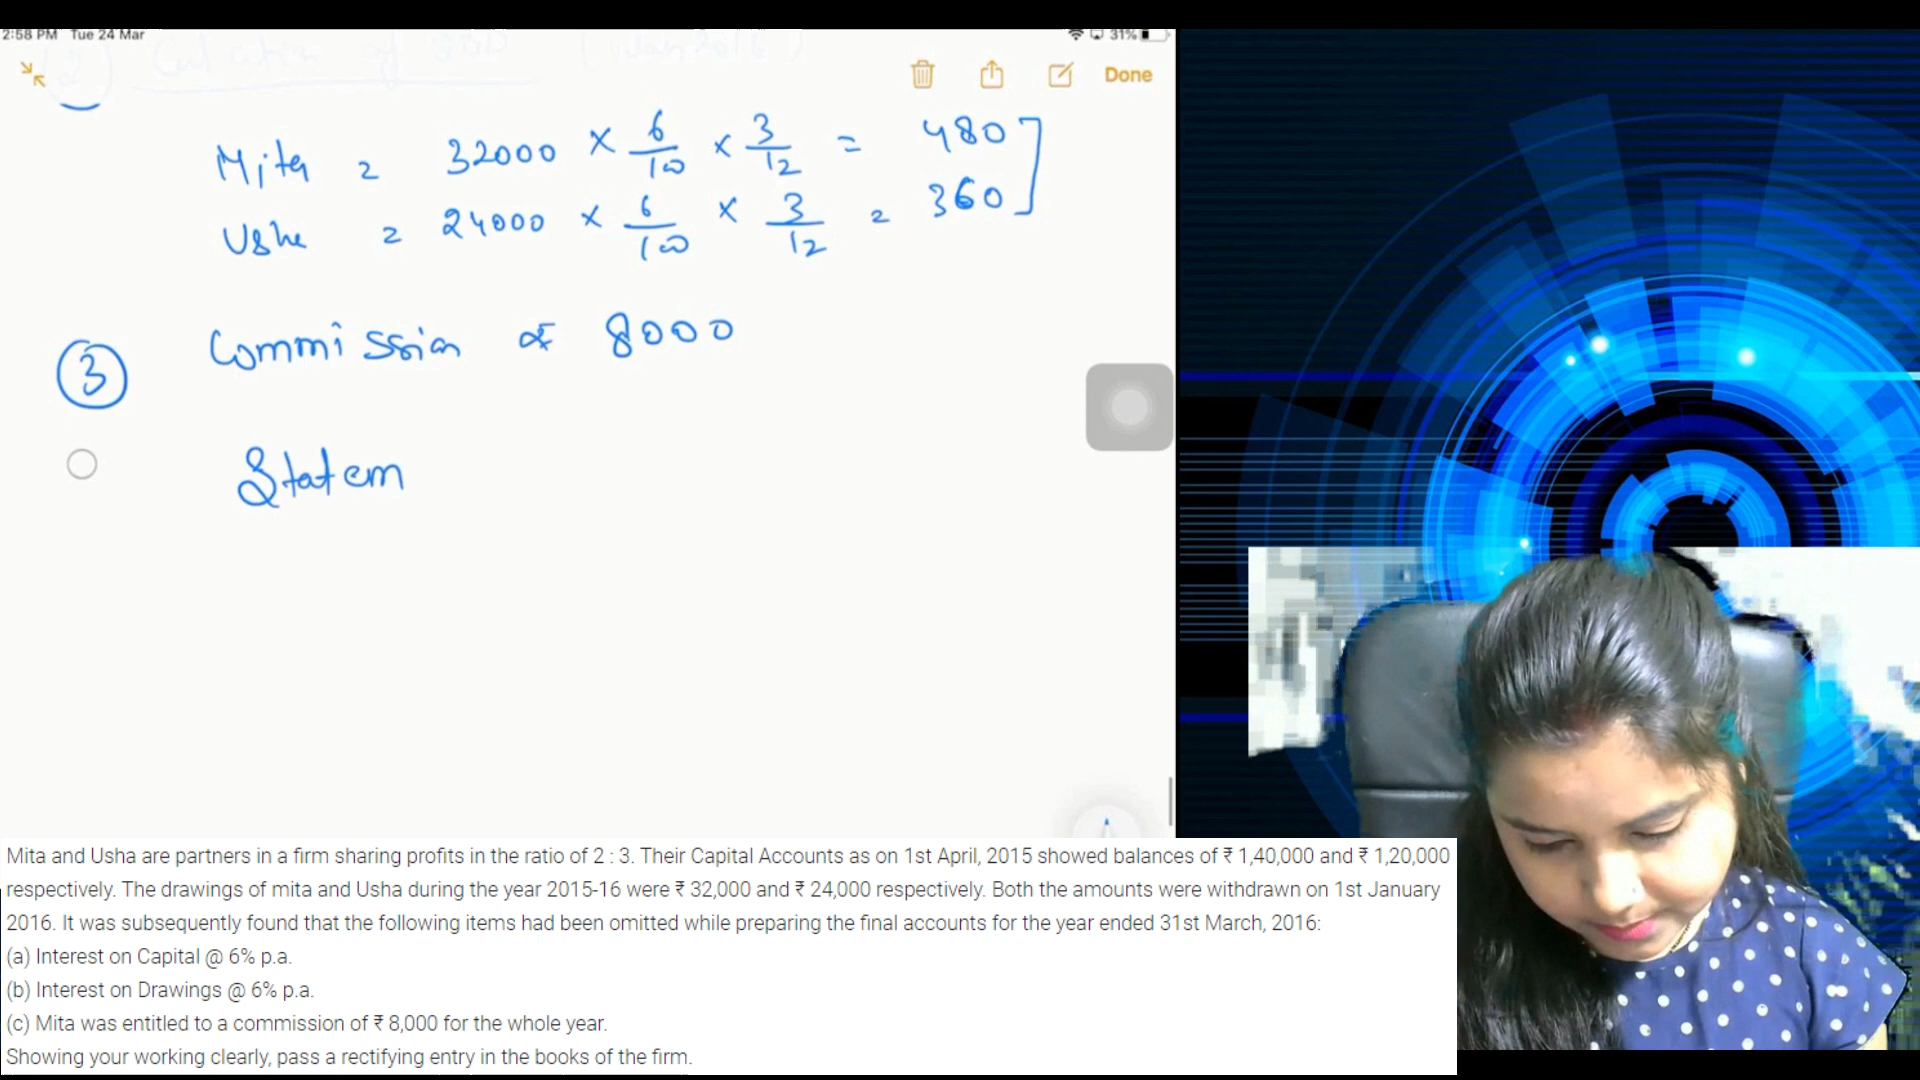 2:58 PM Tue 24 Mar
31%
Done
Mita = 32000 × 6/100 × 3/12 = 480
Usha = 24000 × 6/100 × 3/12 = 360
3 Commission of 8000
Statem
Mita and Usha are partners in a firm sharing profits in the ratio of 2 : 3. Their Capital Accounts as on 1st April, 2015 showed balances of ₹ 1,40,000 and ₹ 1,20,000
respectively. The drawings of mita and Usha during the year 2015-16 were ₹ 32,000 and ₹ 24,000 respectively. Both the amounts were withdrawn on 1st January
2016. It was subsequently found that the following items had been omitted while preparing the final accounts for the year ended 31st March, 2016:
(a) Interest on Capital @ 6% p.a.
(b) Interest on Drawings @ 6% p.a.
(c) Mita was entitled to a commission of ₹ 8,000 for the whole year.
Showing your working clearly, pass a rectifying entry in the books of the firm.